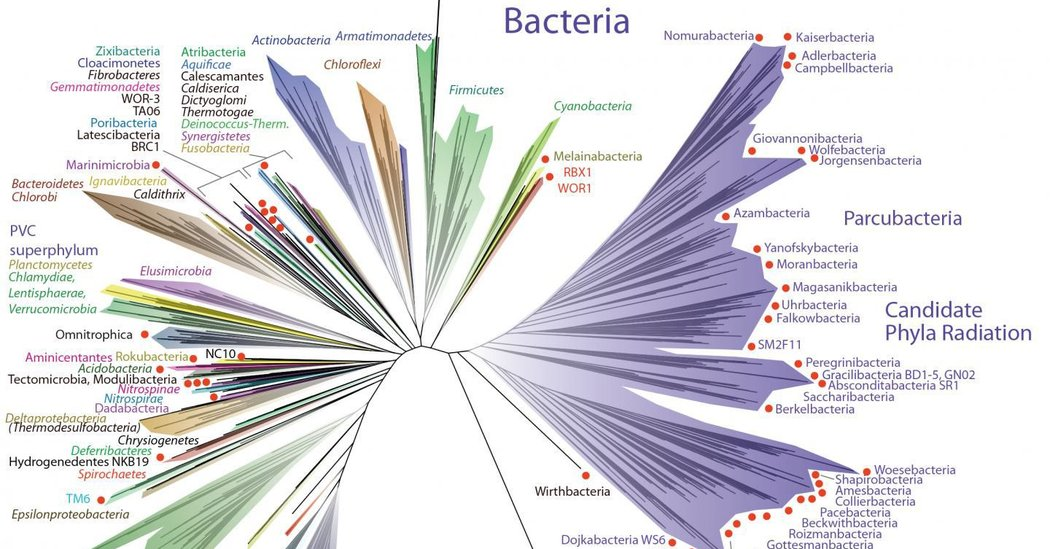 Bacteria
Nomurabacteria
Kaiserbacteria
Adlerbacteria
Campbellbacteria
Actinobacteria
Armatimonadetes
Zixibacteria
Cloacimonetes
Fibrobacteres
Gemmatimonadetes
WOR-3
TA06
Poribacteria
Latescibacteria
BRC1
Atribacteria
Aquificae
Calescamantes
Caldiserica
Dictyoglomi
Thermotogae
Deinococcus-Therm.
Synergistetes
Fusobacteria
Chloroflexi
Firmicutes
Cyanobacteria
Melainabacteria
RBX1
WOR1
Giovannonibacteria
Wolfebacteria
Jorgensenbacteria
Marinimicrobia
Bacteroidetes
Chlorobi
Ignavibacteria
Caldithrix
Azambacteria
Parcubacteria
PVC
superphylum
Planctomycetes
Chlamydiae,
Lentisphaerae,
Verrucomicrobia
Elusimicrobia
Yanofskybacteria
Moranbacteria
Magasanikbacteria
Uhrbacteria
Falkowbacteria
Candidate
Phyla Radiation
SM2F11
Omnitrophica
Aminicentantes Rokubacteria NC10
Acidobacteria
Tectomicrobia, Modulibacteria
Nitrospinae
Nitrospirae
Dadabacteria
Deltaprotebacteria
(Thermodesulfobacteria)
Chrysiogenetes
Deferribacteres
Hydrogenedentes NKB19
Spirochaetes
TM6
Epsilonproteobacteria
Peregrinibacteria
Gracilibacteria BD1-5, GN02
Absconditabacteria SR1
Saccharibacteria
Berkelbacteria
Wirthbacteria
Woesebacteria
Shapirobacteria
Amesbacteria
Collierbacteria
Pacebacteria
Beckwithbacteria
Roizmanbacteria
Gottesmanbacteria
Dojkabacteria WS6